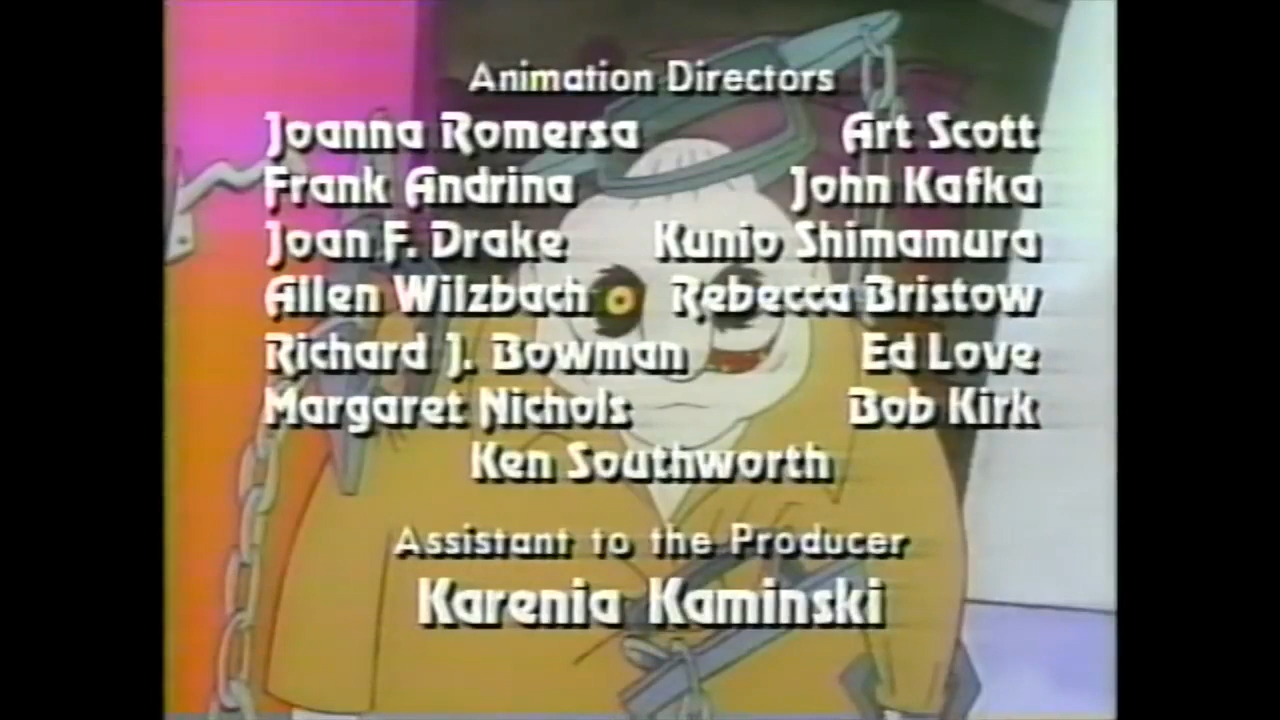 Animation Directors
Joanna Romersa Art Scott
Frank Andrina John Kafka
Joan F. Drake Kunio Shimamura
Allen Wilzbach Rebecca Bristow
Richard J. Bowman Ed Love
Margaret Nichols Bob Kirk
Ken Southworth
Assistant to the Producer
Karenia Kaminski